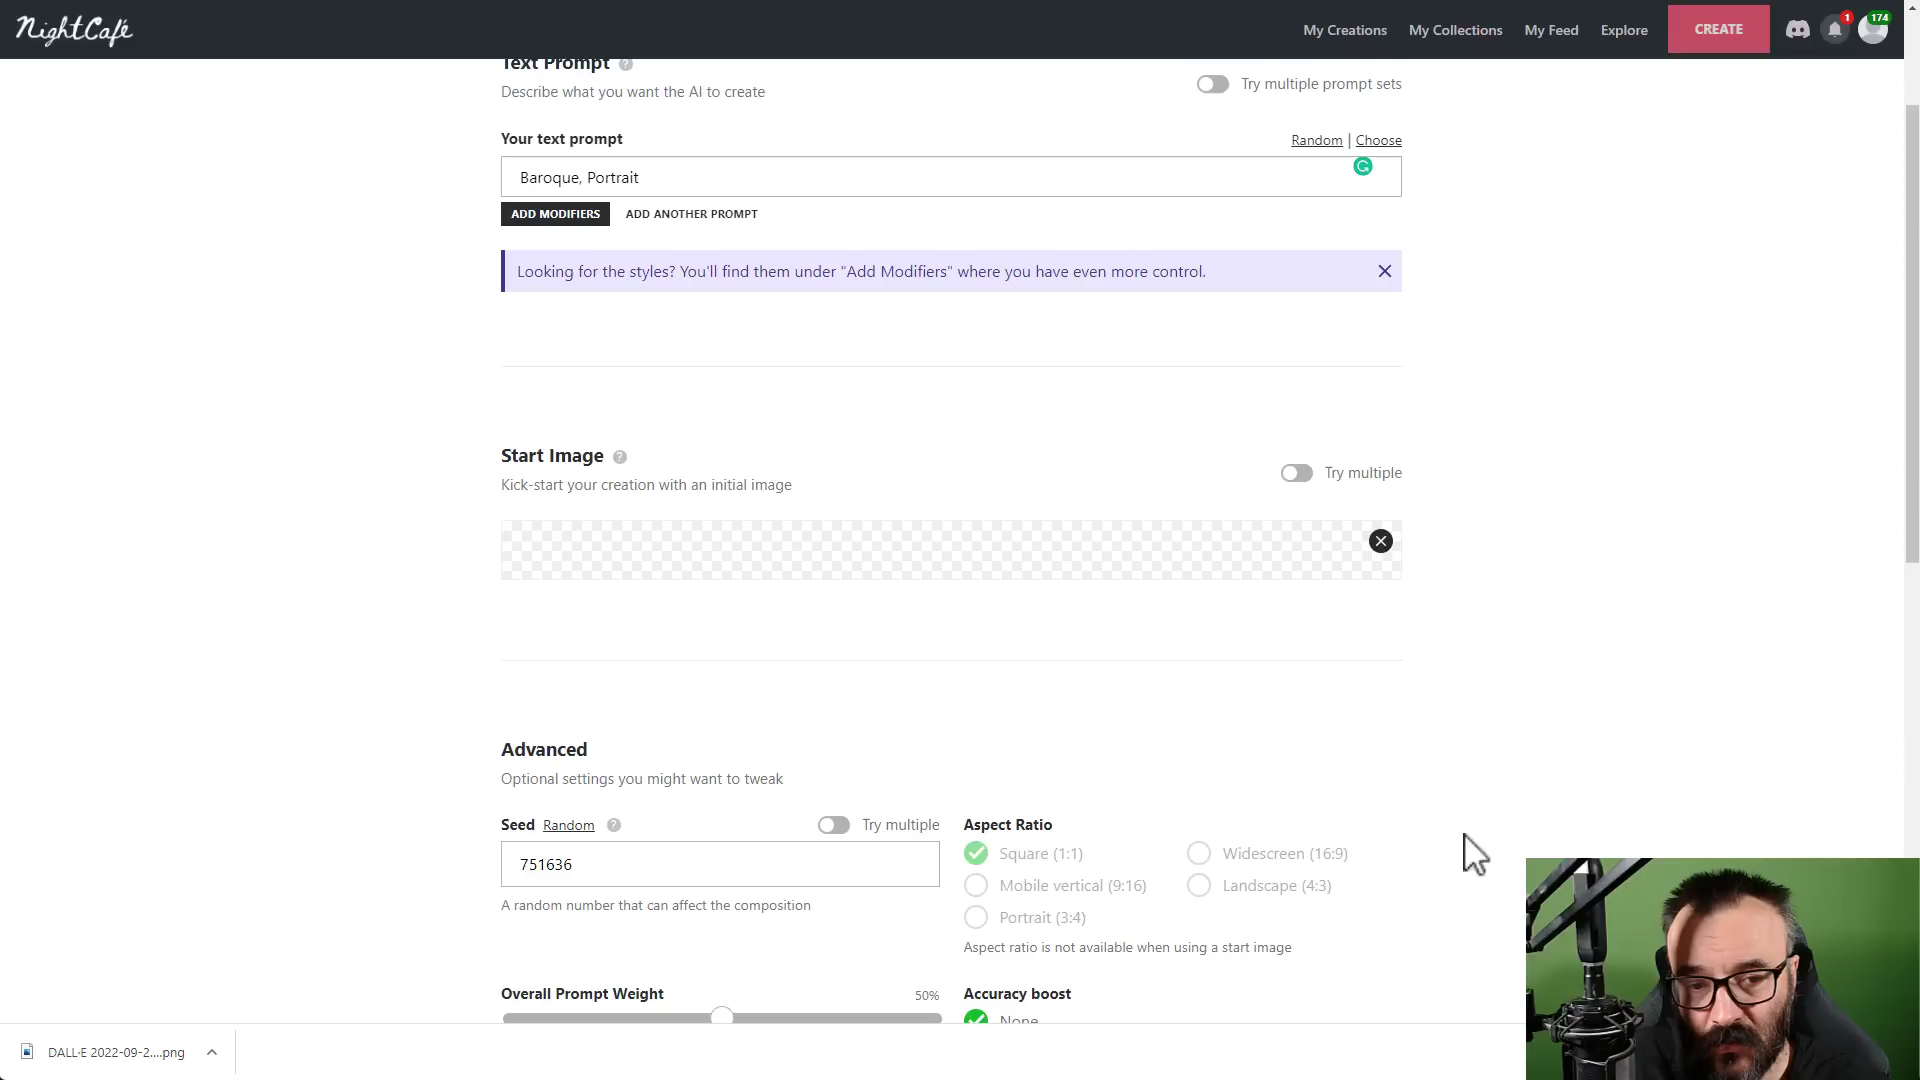 NightCafé
My Creations
My Collections
My Feed
Explore
CREATE
1
174
Text Prompt
Describe what you want the AI to create
Try multiple prompt sets
Your text prompt
Random | Choose
Baroque, Portrait
ADD MODIFIERS
ADD ANOTHER PROMPT
Looking for the styles? You'll find them under "Add Modifiers" where you have even more control.
Start Image
Kick-start your creation with an initial image
Try multiple
Advanced
Optional settings you might want to tweak
Seed Random
Try multiple
751636
A random number that can affect the composition
Aspect Ratio
Square (1:1)
Widescreen (16:9)
Mobile vertical (9:16)
Landscape (4:3)
Portrait (3:4)
Aspect ratio is not available when using a start image
Overall Prompt Weight
50%
Accuracy boost
None
DALL·E 2022-09-2....png